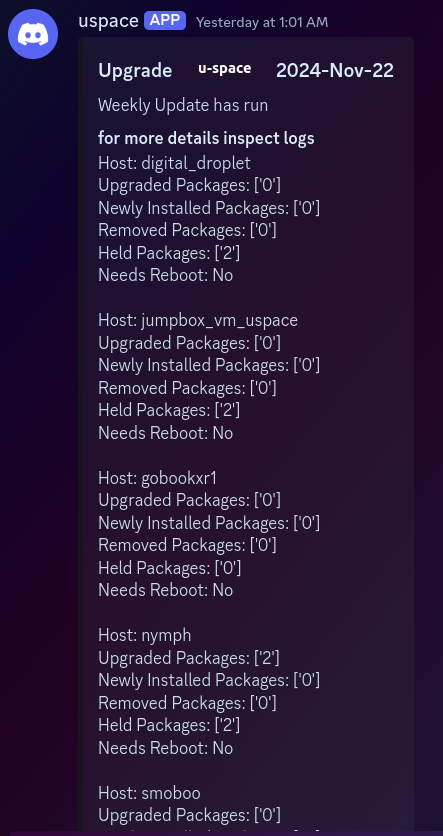 uspace APP Yesterday at 1:01 AM
Upgrade u-space 2024-Nov-22
Weekly Update has run
for more details inspect logs
Host: digital_droplet
Upgraded Packages: ['0']
Newly Installed Packages: ['0']
Removed Packages: ['0']
Held Packages: ['2']
Needs Reboot: No
Host: jumpbox_vm_uspace
Upgraded Packages: ['0']
Newly Installed Packages: ['0']
Removed Packages: ['0']
Held Packages: ['2']
Needs Reboot: No
Host: gobookxr1
Upgraded Packages: ['0']
Newly Installed Packages: ['0']
Removed Packages: ['0']
Held Packages: ['0']
Needs Reboot: No
Host: nymph
Upgraded Packages: ['2']
Newly Installed Packages: ['0']
Removed Packages: ['0']
Held Packages: ['2']
Needs Reboot: No
Host: smoboo
Upgraded Packages: ['0']